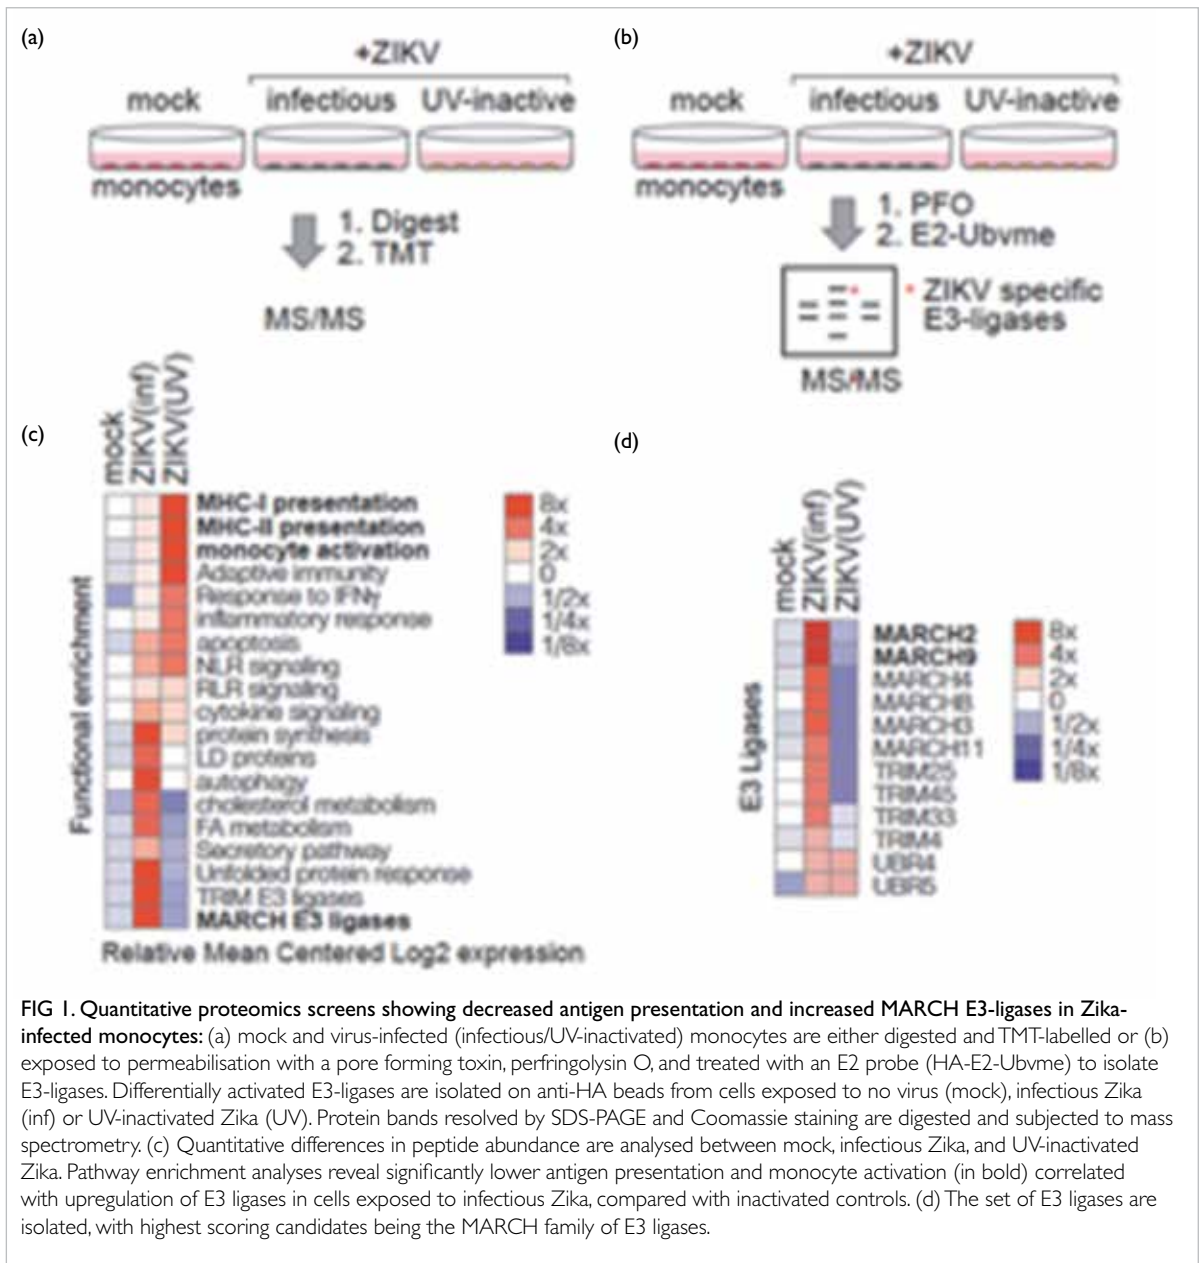 (a)
+ZIKV
mock
infectious
UV-inactive
monocytes
1. Digest
2. TMT
MS/MS
(b)
+ZIKV
mock
infectious
UV-inactive
monocytes
1. PFO
2. E2-Ubvme
* ZIKV specific
E3-ligases
MS/MS
(c)
mock
ZIKV(inf)
ZIKV(UV)
Functional enrichment
MHC-I presentation
MHC-II presentation
monocyte activation
Adaptive immunity
Response to IFNγ
inflammatory response
apoptosis
NLR signaling
RLR signaling
cytokine signaling
protein synthesis
LD proteins
autophagy
cholesterol metabolism
FA metabolism
Secretory pathway
Unfolded protein response
TRIM E3 ligases
MARCH E3 ligases
8x
4x
2x
0
1/2x
1/4x
1/8x
Relative Mean Centered Log2 expression
(d)
mock
ZIKV(inf)
ZIKV(UV)
E3 Ligases
MARCH2
MARCH9
MARCH4
MARCH8
MARCH3
MARCH11
TRIM25
TRIM45
TRIM33
TRIM4
UBR4
UBR5
8x
4x
2x
0
1/2x
1/4x
1/8x
FIG 1. Quantitative proteomics screens showing decreased antigen presentation and increased MARCH E3-ligases in Zika-
infected monocytes: (a) mock and virus-infected (infectious/UV-inactivated) monocytes are either digested and TMT-labelled or (b)
exposed to permeabilisation with a pore forming toxin, perfringolysin O, and treated with an E2 probe (HA-E2-Ubvme) to isolate
E3-ligases. Differentially activated E3-ligases are isolated on anti-HA beads from cells exposed to no virus (mock), infectious Zika
(inf) or UV-inactivated Zika (UV). Protein bands resolved by SDS-PAGE and Coomassie staining are digested and subjected to mass
spectrometry. (c) Quantitative differences in peptide abundance are analysed between mock, infectious Zika, and UV-inactivated
Zika. Pathway enrichment analyses reveal significantly lower antigen presentation and monocyte activation (in bold) correlated
with upregulation of E3 ligases in cells exposed to infectious Zika, compared with inactivated controls. (d) The set of E3 ligases are
isolated, with highest scoring candidates being the MARCH family of E3 ligases.